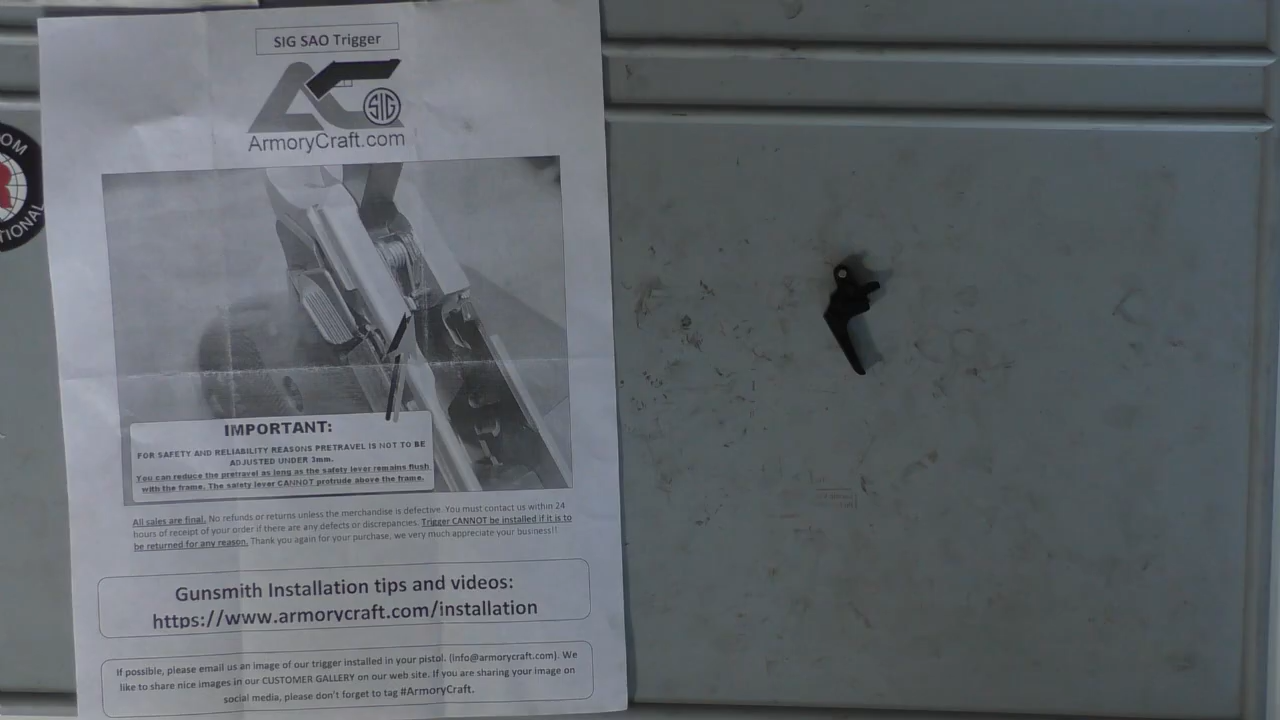 SIG SAO Trigger
SIG
ArmoryCraft.com
IMPORTANT:
FOR SAFETY AND RELIABILITY REASONS PRETRAVEL IS NOT TO BE
ADJUSTED UNDER 3mm.
You can reduce the pretravel as long as the safety lever remains flush
with the frame. The safety lever CANNOT protrude above the frame.
All sales are final. No refunds or returns unless the merchandise is defective. You must contact us within 24
hours of receipt of your order if there are any defects or discrepancies. Trigger CANNOT be installed if it is to
be returned for any reason. Thank you again for your purchase, we very much appreciate your business!!
Gunsmith Installation tips and videos:
https://www.armorycraft.com/installation
If possible, please email us an image of our trigger installed in your pistol. (info@armorycraft.com). We
like to share nice images in our CUSTOMER GALLERY on our web site. If you are sharing your image on
social media, please don't forget to tag #ArmoryCraft.
OM
R
TIONAL